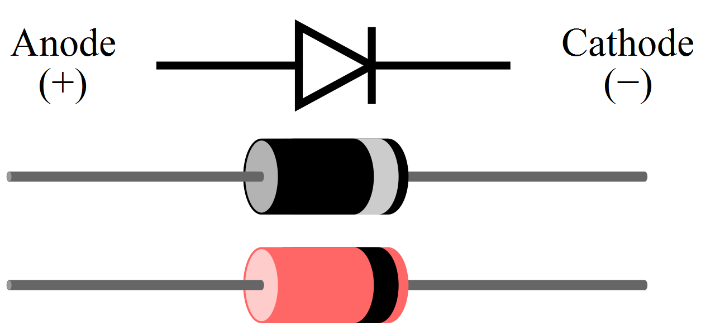 Anode
(+)
Cathode
(−)